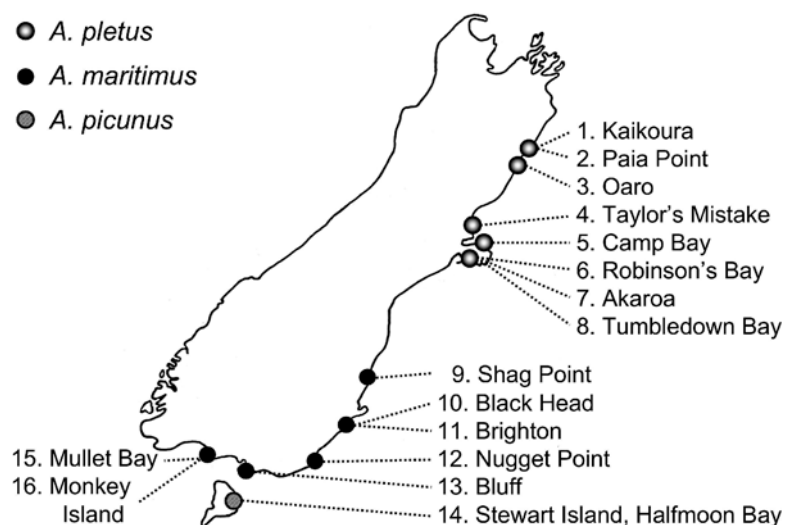 A. pletus
A. maritimus
A. picunus
1. Kaikoura
2. Paia Point
3. Oaro
4. Taylor's Mistake
5. Camp Bay
6. Robinson's Bay
7. Akaroa
8. Tumbledown Bay
9. Shag Point
10. Black Head
11. Brighton
12. Nugget Point
13. Bluff
14. Stewart Island, Halfmoon Bay
15. Mullet Bay
16. Monkey
Island